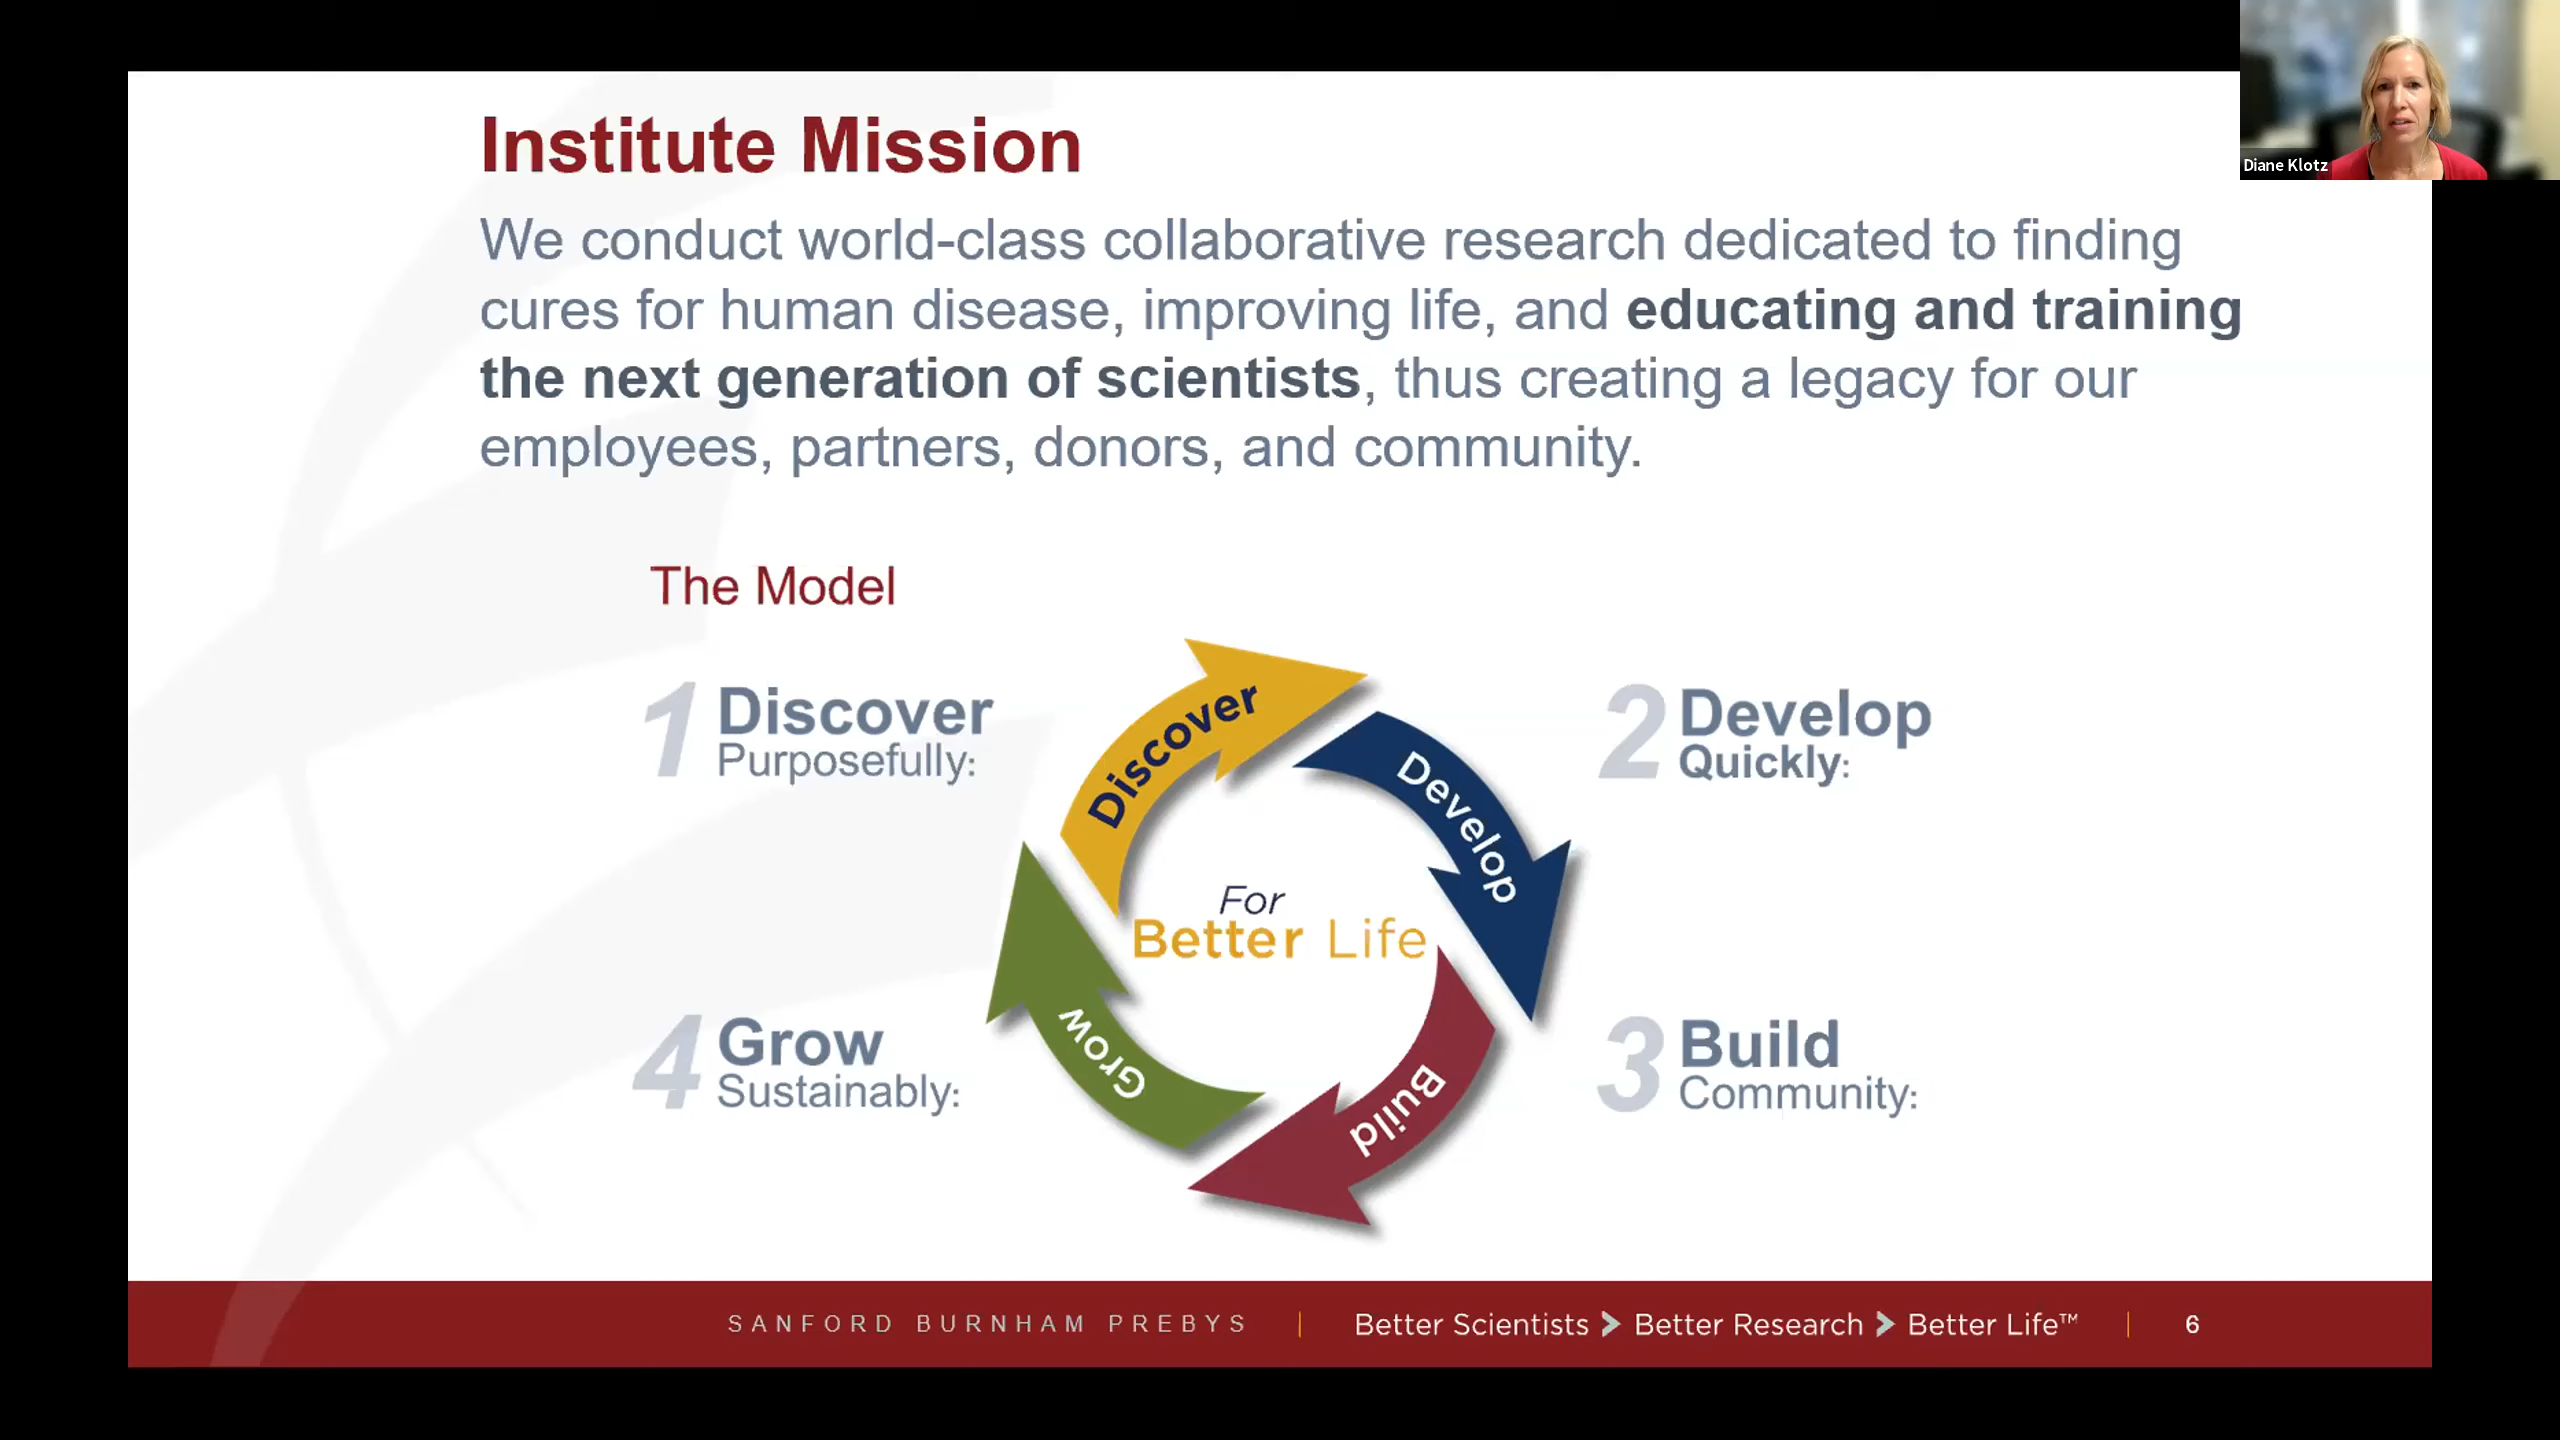 Diane Klotz
Institute Mission
We conduct world-class collaborative research dedicated to finding
cures for human disease, improving life, and educating and training
the next generation of scientists, thus creating a legacy for our
employees, partners, donors, and community.
The Model
1 Discover
Purposefully:
2 Develop
Quickly:
Discover
Develop
For
Better Life
Grow
Build
4 Grow
Sustainably:
3 Build
Community:
SANFORD BURNHAM PREBYS | Better Scientists > Better Research > Better Life™ | 6